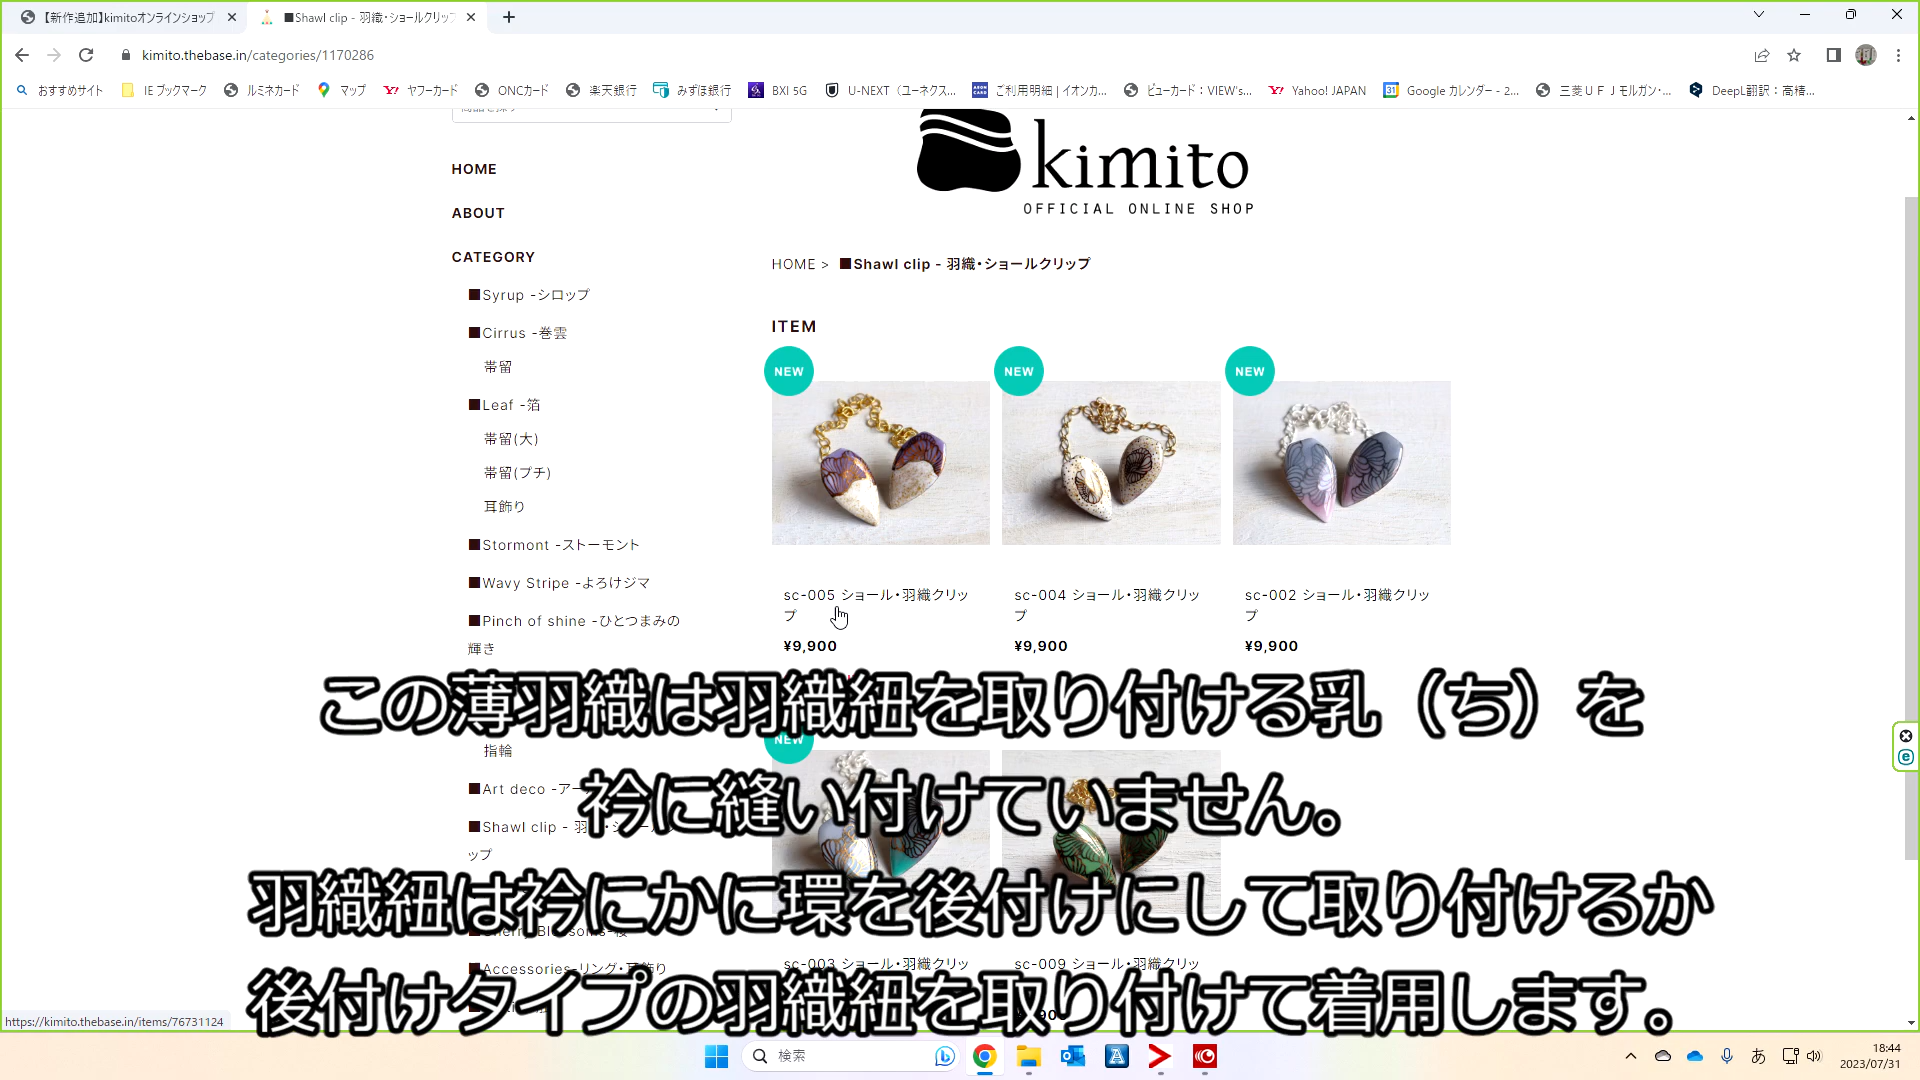 【新作追加】kimitoオンラインショップ
■Shawl clip - 羽織・ショールクリップ
kimito.thebase.in/categories/1170286
おすすめサイト
IE ブックマーク
ルミネカード
マップ
ヤフーカード
ONCカード
楽天銀行
みずほ銀行
BXI 5G
U-NEXT〈ユーネクス...
ご利用明細 | イオンカ...
ビューカード：VIEW's...
Yahoo! JAPAN
Google カレンダー - 2...
三菱ＵＦＪモルガン・...
DeepL翻訳：高精...
kimito
OFFICIAL ONLINE SHOP
HOME
ABOUT
CATEGORY
■Syrup -シロップ
■Cirrus -巻雲
帯留
■Leaf -箔
帯留(大)
帯留(プチ)
耳飾り
■Stormont -ストーモント
■Wavy Stripe -よろけジマ
■Pinch of shine -ひとつまみの
輝き
指輪
■Art deco -アー
■Shawl clip - 羽織・ショールクリ
ップ
■Cherry Blossoms-桜
■Accessories-リング・耳飾り
HOME > ■Shawl clip - 羽織・ショールクリップ
ITEM
NEW
NEW
NEW
sc-005 ショール・羽織クリッ
プ
¥9,900
sc-004 ショール・羽織クリッ
プ
¥9,900
sc-002 ショール・羽織クリッ
プ
¥9,900
NEW
sc-003 ショール・羽織クリッ
sc-009 ショール・羽織クリッ
この薄羽織は羽織紐を取り付ける乳（ち）を
衿に縫い付けていません。
羽織紐は衿にかに環を後付けにして取り付けるか
後付けタイプの羽織紐を取り付けて着用します。
https://kimito.thebase.in/items/76731124
検索
あ
18:44
2023/07/31